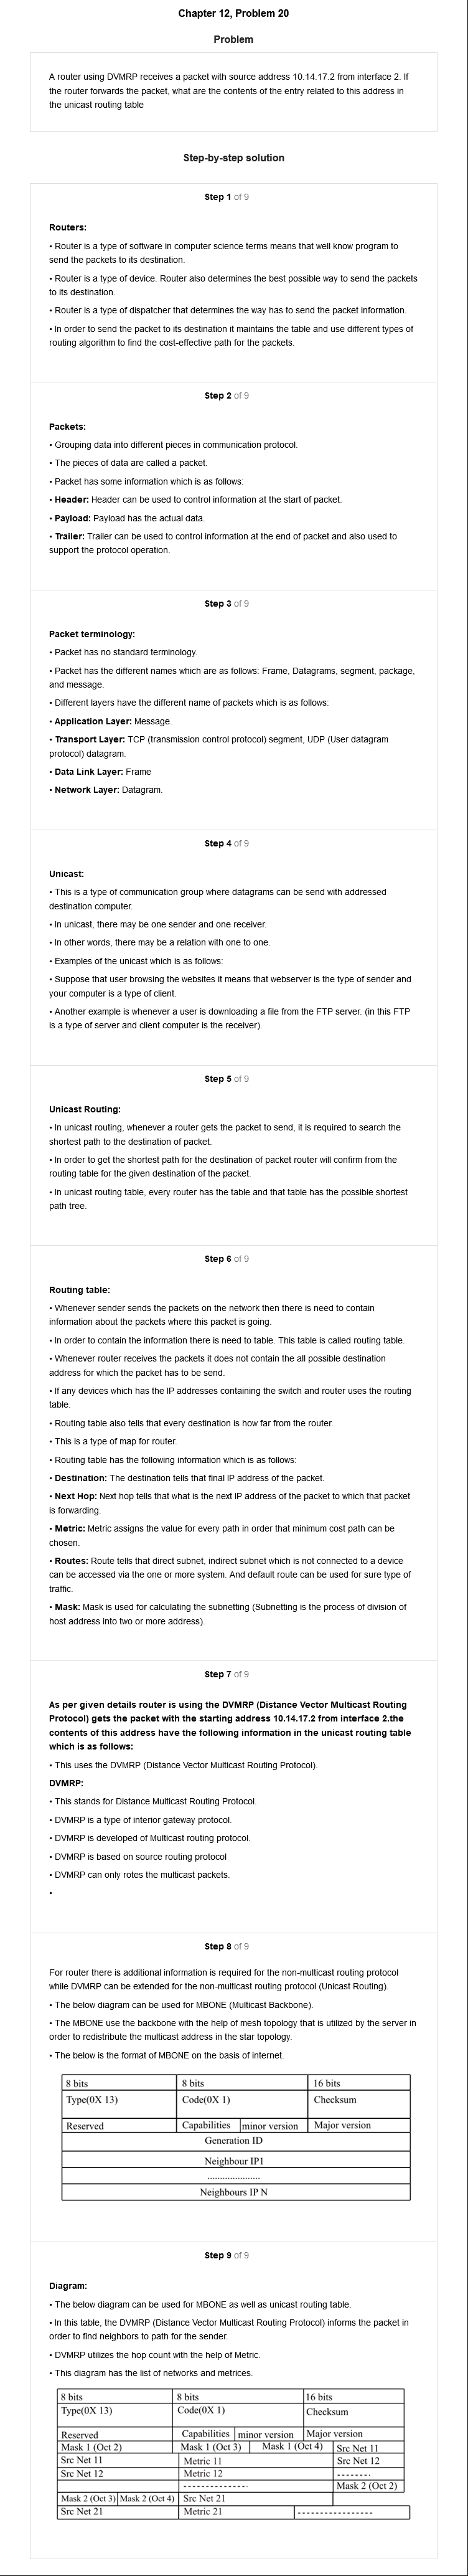 Chapter 12, Problem 20
Problem
A router using DVMRP receives a packet with source address 10.14.17.2 from interface 2. If
the router forwards the packet, what are the contents of the entry related to this address in
the unicast routing table
Step-by-step solution
Step 1 of 9
Routers:
• Router is a type of software in computer science terms means that well know program to
send the packets to its destination.
• Router is a type of device. Router also determines the best possible way to send the packets
to its destination.
• Router is a type of dispatcher that determines the way has to send the packet information.
• In order to send the packet to its destination it maintains the table and use different types of
routing algorithm to find the cost-effective path for the packets.
Step 2 of 9
Packets:
• Grouping data into different pieces in communication protocol.
• The pieces of data are called a packet.
• Packet has some information which is as follows:
• Header: Header can be used to control information at the start of packet.
• Payload: Payload has the actual data.
• Trailer: Trailer can be used to control information at the end of packet and also used to
support the protocol operation.
Step 3 of 9
Packet terminology:
• Packet has no standard terminology.
• Packet has the different names which are as follows: Frame, Datagrams, segment, package,
and message.
• Different layers have the different name of packets which is as follows:
• Application Layer: Message.
• Transport Layer: TCP (transmission control protocol) segment, UDP (User datagram
protocol) datagram.
• Data Link Layer: Frame
• Network Layer: Datagram.
Step 4 of 9
Unicast:
• This is a type of communication group where datagrams can be send with addressed
destination computer.
• In unicast, there may be one sender and one receiver.
• In other words, there may be a relation with one to one.
• Examples of the unicast which is as follows:
• Suppose that user browsing the websites it means that webserver is the type of sender and
your computer is a type of client.
• Another example is whenever a user is downloading a file from the FTP server. (in this FTP
is a type of server and client computer is the receiver).
Step 5 of 9
Unicast Routing:
• In unicast routing, whenever a router gets the packet to send, it is required to search the
shortest path to the destination of packet.
• In order to get the shortest path for the destination of packet router will confirm from the
routing table for the given destination of the packet.
• In unicast routing table, every router has the table and that table has the possible shortest
path tree.
Step 6 of 9
Routing table:
• Whenever sender sends the packets on the network then there is need to contain
information about the packets where this packet is going.
• In order to contain the information there is need to table. This table is called routing table.
• Whenever router receives the packets it does not contain the all possible destination
address for which the packet has to be send.
• If any devices which has the IP addresses containing the switch and router uses the routing
table.
• Routing table also tells that every destination is how far from the router.
• This is a type of map for router.
• Routing table has the following information which is as follows:
• Destination: The destination tells that final IP address of the packet.
• Next Hop: Next hop tells that what is the next IP address of the packet to which that packet
is forwarding.
• Metric: Metric assigns the value for every path in order that minimum cost path can be
chosen.
• Routes: Route tells that direct subnet, indirect subnet which is not connected to a device
can be accessed via the one or more system. And default route can be used for sure type of
traffic.
• Mask: Mask is used for calculating the subnetting (Subnetting is the process of division of
host address into two or more address).
Step 7 of 9
As per given details router is using the DVMRP (Distance Vector Multicast Routing
Protocol) gets the packet with the starting address 10.14.17.2 from interface 2.the
contents of this address have the following information in the unicast routing table
which is as follows:
• This uses the DVMRP (Distance Vector Multicast Routing Protocol).
DVMRP:
• This stands for Distance Multicast Routing Protocol.
• DVMRP is a type of interior gateway protocol.
• DVMRP is developed of Multicast routing protocol.
• DVMRP is based on source routing protocol
• DVMRP can only rotes the multicast packets.
•
Step 8 of 9
For router there is additional information is required for the non-multicast routing protocol
while DVMRP can be extended for the non-multicast routing protocol (Unicast Routing).
• The below diagram can be used for MBONE (Multicast Backbone).
• The MBONE use the backbone with the help of mesh topology that is utilized by the server in
order to redistribute the multicast address in the star topology.
• The below is the format of MBONE on the basis of internet.
8 bits 8 bits 16 bits
Type(0X 13) Code(0X 1) Checksum
Reserved Capabilities minor version Major version
Generation ID
Neighbour IP1
.....................
Neighbours IP N
Step 9 of 9
Diagram:
• The below diagram can be used for MBONE as well as unicast routing table.
• In this table, the DVMRP (Distance Vector Multicast Routing Protocol) informs the packet in
order to find neighbors to path for the sender.
• DVMRP utilizes the hop count with the help of Metric.
• This diagram has the list of networks and metrices.
8 bits 8 bits 16 bits
Type(0X 13) Code(0X 1) Checksum
Reserved Capabilities minor version Major version
Mask 1 (Oct 2) Mask 1 (Oct 3) Mask 1 (Oct 4) Src Net 11
Src Net 11 Metric 11 Src Net 12
Src Net 12 Metric 12 -------
--------------- Mask 2 (Oct 2)
Mask 2 (Oct 3) Mask 2 (Oct 4) Src Net 21
Src Net 21 Metric 21 -----------------